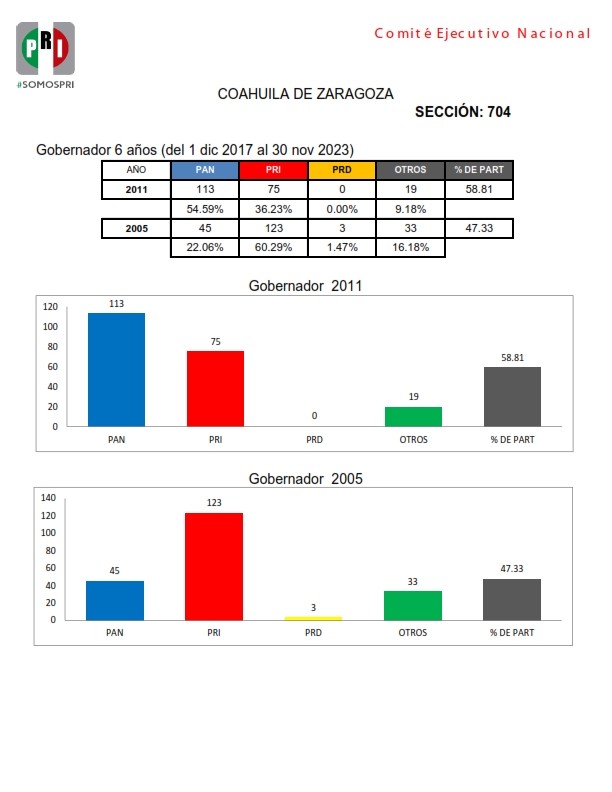 PRI
#SOMOSPRI
Comité Ejecutivo Nacional
COAHUILA DE ZARAGOZA
SECCIÓN: 704
Gobernador 6 años (del 1 dic 2017 al 30 nov 2023)
AÑO PAN PRI PRD OTROS % DE PART
2011 113 75 0 19 58.81
54.59% 36.23% 0.00% 9.18%
2005 45 123 3 33 47.33
22.06% 60.29% 1.47% 16.18%
Gobernador 2011
120
100
80
60
40
20
0
113
75
0
19
58.81
PAN PRI PRD OTROS % DE PART
Gobernador 2005
140
120
100
80
60
40
20
0
45
123
3
33
47.33
PAN PRI PRD OTROS % DE PART